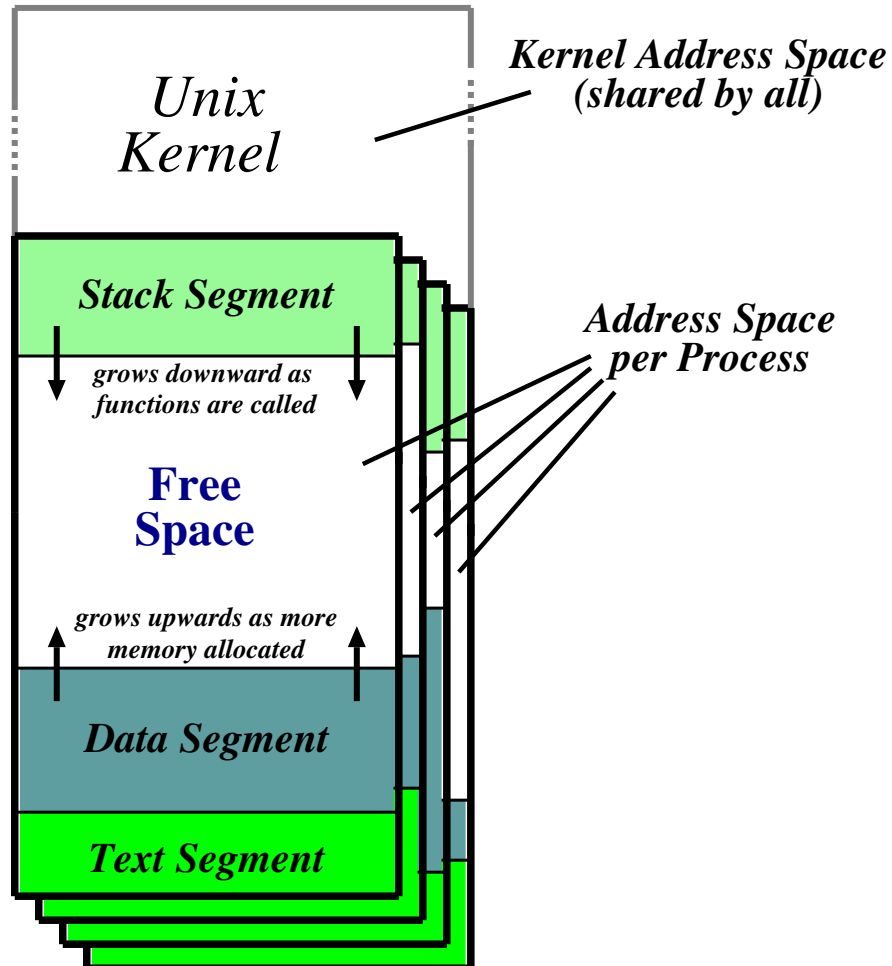 Unix
Kernel
Kernel Address Space
(shared by all)
Stack Segment
grows downward as
functions are called
Address Space
per Process
Free
Space
grows upwards as more
memory allocated
Data Segment
Text Segment